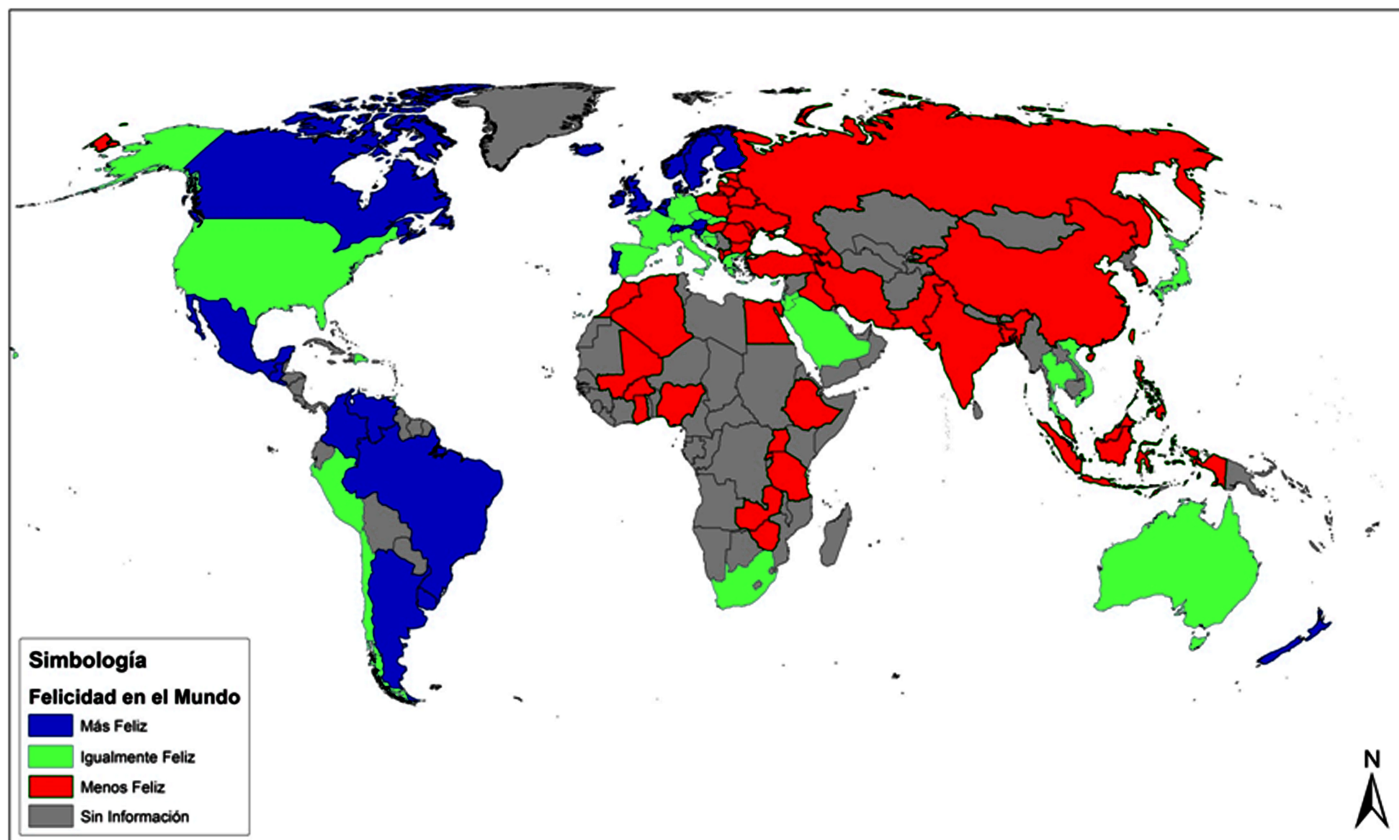 Simbología
Felicidad en el Mundo
Más Feliz
Igualmente Feliz
Menos Feliz
Sin Información
N